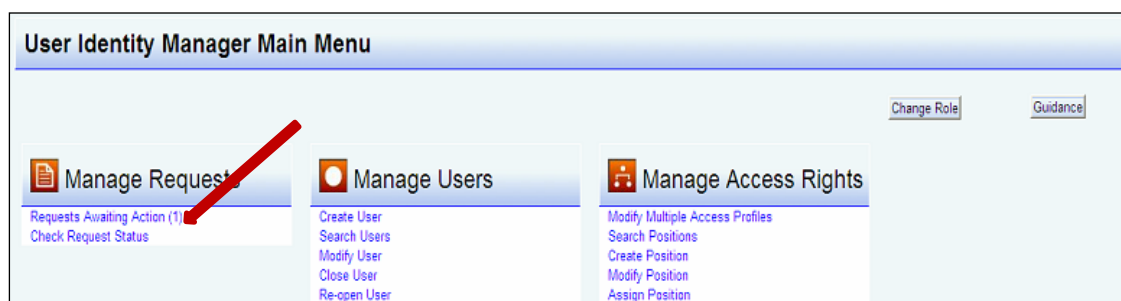 User Identity Manager Main Menu
Change Role
Guidance
Manage Requests
Requests Awaiting Action (1)
Check Request Status
Manage Users
Create User
Search Users
Modify User
Close User
Re-open User
Manage Access Rights
Modify Multiple Access Profiles
Search Positions
Create Position
Modify Position
Assign Position